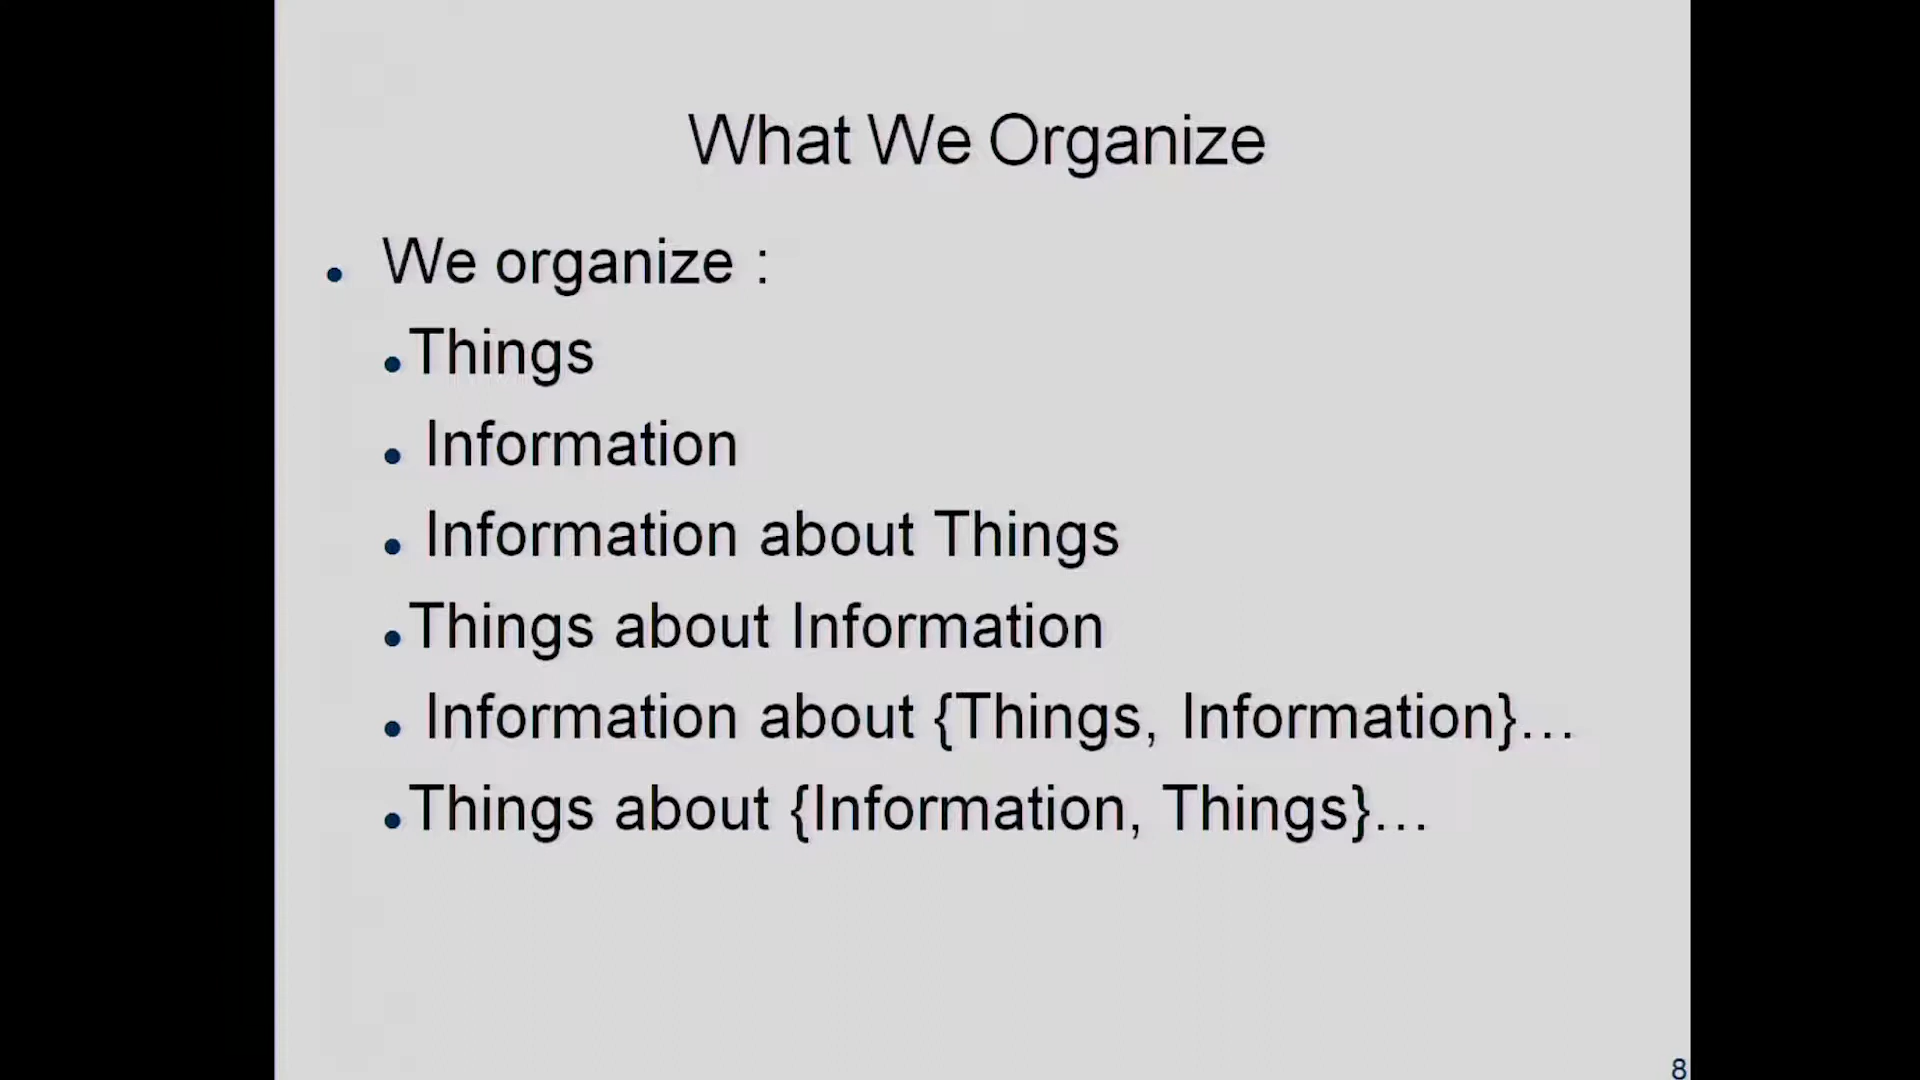 What We Organize
• We organize :
• Things
• Information
• Information about Things
• Things about Information
• Information about {Things, Information}...
• Things about {Information, Things}...
8